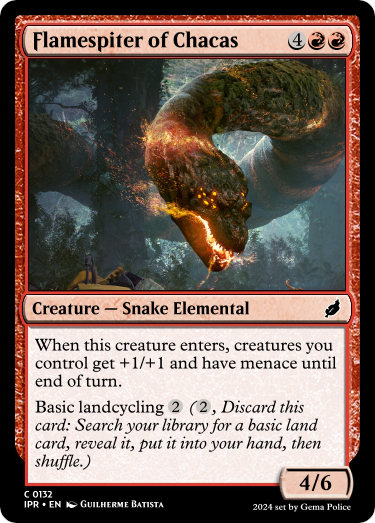 Flamespiter of Chacas 4
Creature — Snake Elemental
When this creature enters, creatures you
control get +1/+1 and have menace until
end of turn.
Basic landcycling 2 (2, Discard this
card: Search your library for a basic land
card, reveal it, put it into your hand, then
shuffle.)
4/6
C 0132
IPR • EN Guilherme Batista
2024 set by Gema Police